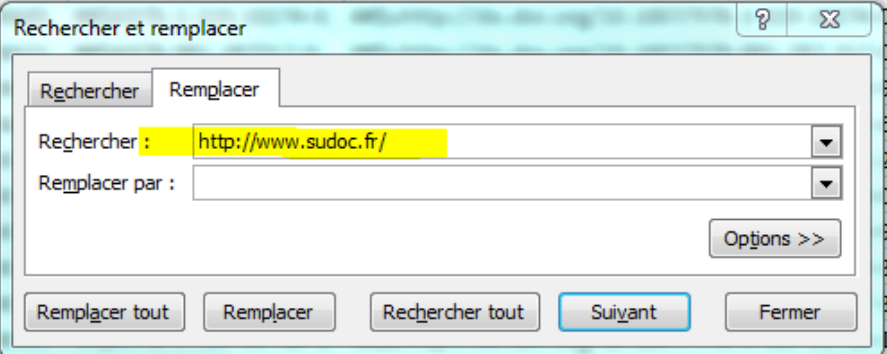 Rechercher et remplacer
Rechercher Remplacer
Rechercher : http://www.sudoc.fr/
Remplacer par :
Options >>
Remplacer tout Remplacer Rechercher tout Suivant Fermer